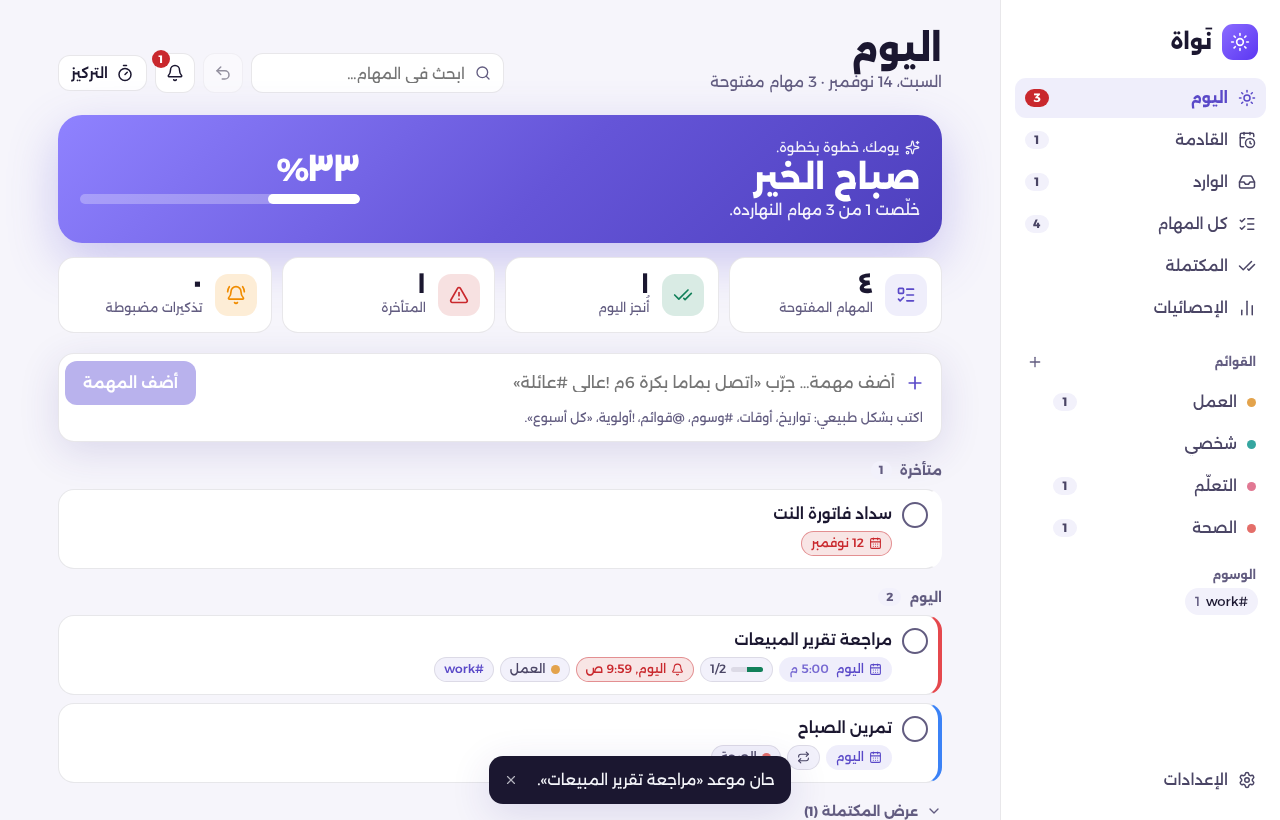 نَواة
اليوم 3
القادمة 1
الوارد 1
كل المهام 4
المكتملة
الإحصائيات
القوائم
العمل 1
شخصي
التعلّم 1
الصحة 1
الوسوم
#work 1
الإعدادات
اليوم
السبت، 14 نوفمبر · 3 مهام مفتوحة
ابحث في المهام...
1
التركيز
يومك، خطوة بخطوة.
صباح الخير
خلّصت 1 من 3 مهام النهارده.
٣٣%
٤
المهام المفتوحة
١
أُنجز اليوم
١
المتأخرة
٠
تذكيرات مضبوطة
أضف مهمة... جرّب «اتصل بماما بكرة 6م !عالي #عائلة»
أضف المهمة
اكتب بشكل طبيعي: تواريخ، أوقات، #وسوم، @قوائم، !أولوية، «كل أسبوع».
متأخرة 1
سداد فاتورة النت
12 نوفمبر
اليوم 2
مراجعة تقرير المبيعات
اليوم 5:00 م 1/2 اليوم, 9:59 ص العمل #work
تمرين الصباح
اليوم
حان موعد «مراجعة تقرير المبيعات».
عرض المكتملة (1)